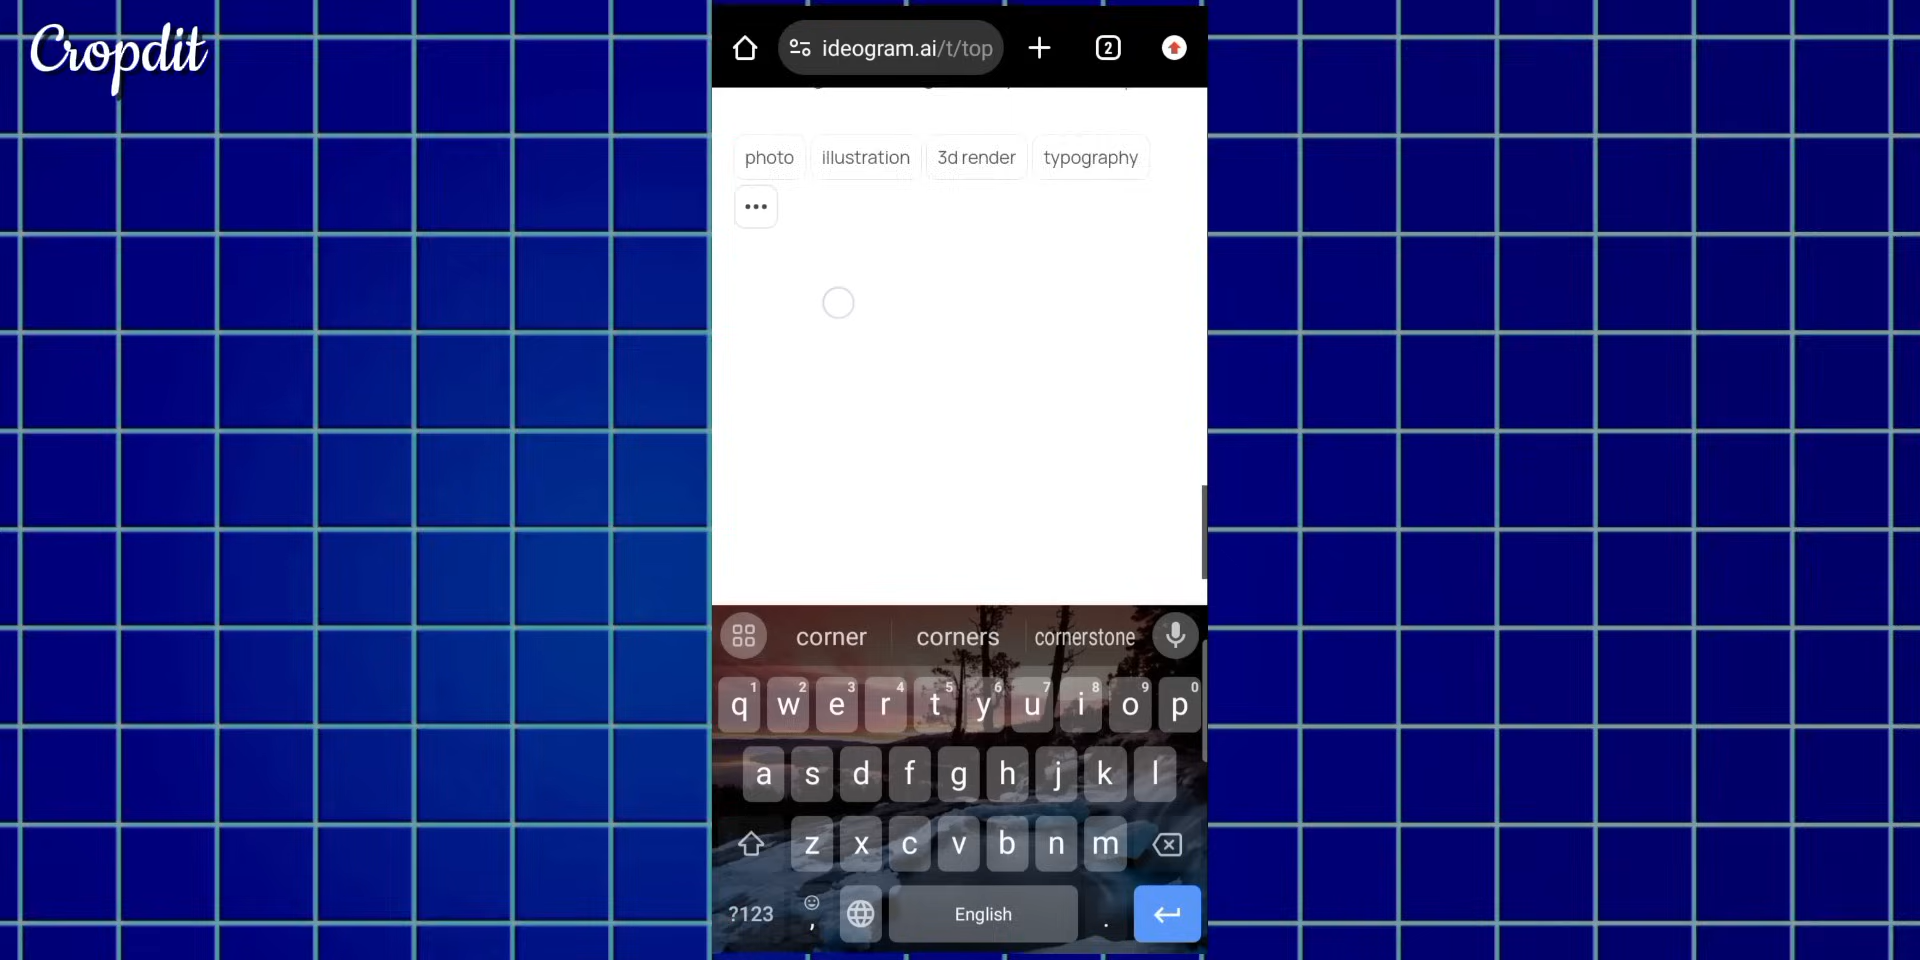 Cropdit
ideogram.ai/t/top
2
photo illustration 3d render typography
corner corners cornerstone
1 2 3 4 5 6 7 8 9 0
q w e r t y u i o p
a s d f g h j k l
z x c v b n m
?123 , English .